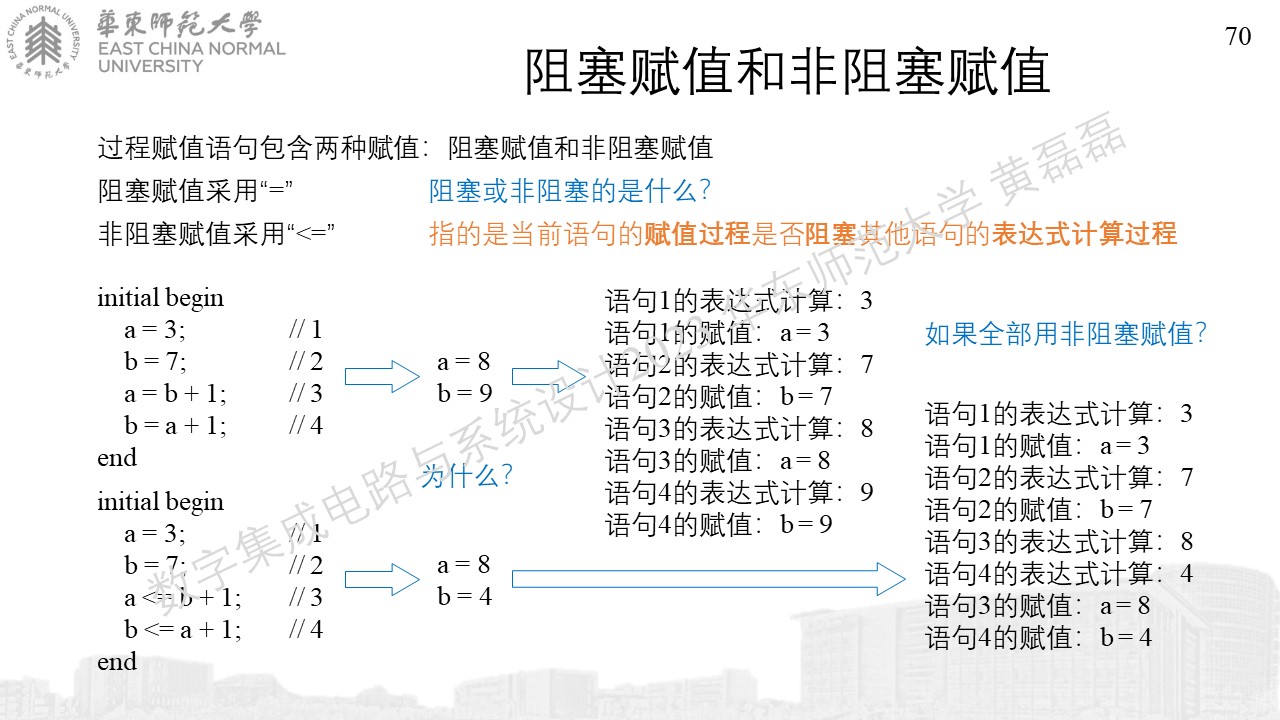 華東師範大學
EAST CHINA NORMAL
UNIVERSITY
70
阻塞赋值和非阻塞赋值
过程赋值语句包含两种赋值：阻塞赋值和非阻塞赋值
阻塞赋值采用“=”
阻塞或非阻塞的是什么？
非阻塞赋值采用“<=”
指的是当前语句的赋值过程是否阻塞其他语句的表达式计算过程
initial begin
a = 3; // 1
b = 7; // 2
a = b + 1; // 3
b = a + 1; // 4
end
a = 8
b = 9
语句1的表达式计算：3
语句1的赋值：a = 3
语句2的表达式计算：7
语句2的赋值：b = 7
语句3的表达式计算：8
语句3的赋值：a = 8
语句4的表达式计算：9
语句4的赋值：b = 9
如果全部用非阻塞赋值？
为什么？
initial begin
a = 3; // 1
b = 7; // 2
a <= b + 1; // 3
b <= a + 1; // 4
end
a = 8
b = 4
语句1的表达式计算：3
语句1的赋值：a = 3
语句2的表达式计算：7
语句2的赋值：b = 7
语句3的表达式计算：8
语句4的表达式计算：4
语句3的赋值：a = 8
语句4的赋值：b = 4
数字集成电路与系统设计2023 华东师范大学 黄磊磊
EAST CHINA NORMAL UNIVERSITY
華東師範大學